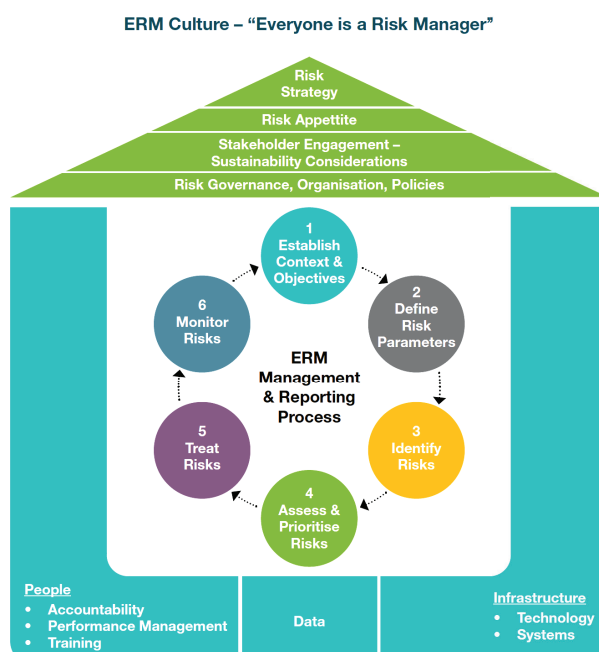 ERM Culture – “Everyone is a Risk Manager”
Risk
Strategy
Risk Appetite
Stakeholder Engagement –
Sustainability Considerations
Risk Governance, Organisation, Policies
1
Establish
Context &
Objectives
2
Define
Risk
Parameters
3
Identify
Risks
4
Assess &
Prioritise
Risks
5
Treat
Risks
6
Monitor
Risks
ERM
Management
& Reporting
Process
People
• Accountability
• Performance Management
• Training
Data
Infrastructure
• Technology
• Systems